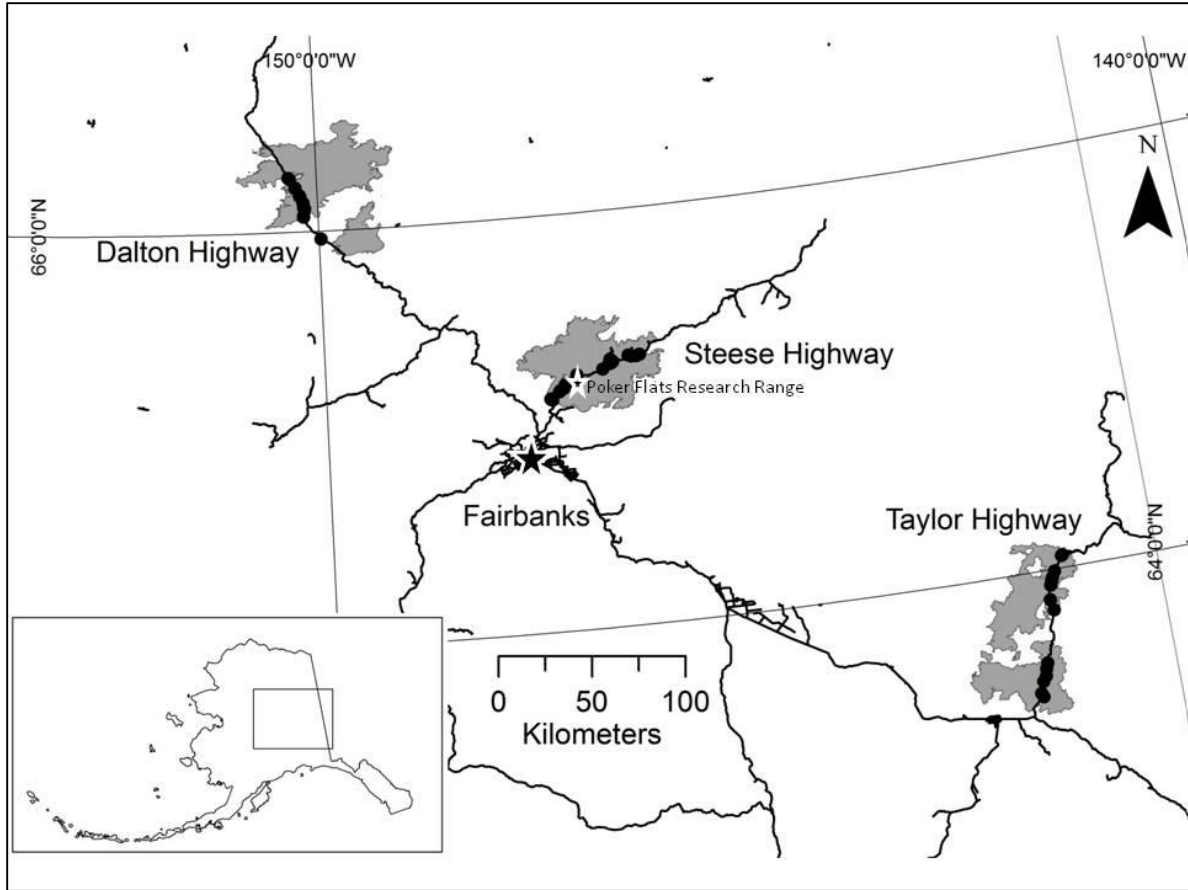 150°0'0"W
140°0'0"W
N
66°0'0"N
Dalton Highway
Steese Highway
Poker Flats Research Range
Fairbanks
Taylor Highway
64°0'0"N
0 50 100
Kilometers